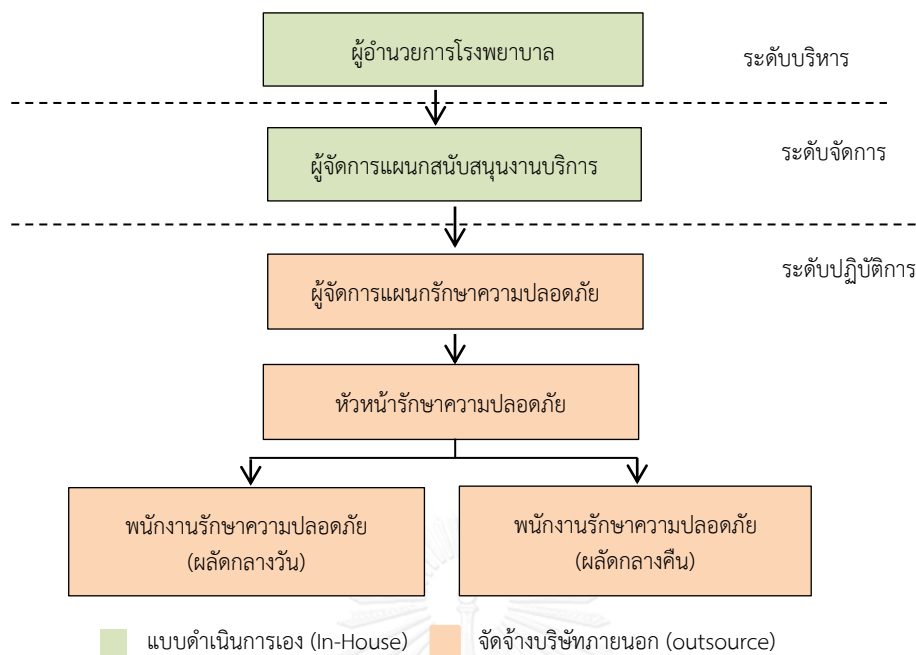 ผู้อำนวยการโรงพยาบาล
ระดับบริหาร
ระดับจัดการ
ผู้จัดการแผนกสนับสนุนงานบริการ
ระดับปฏิบัติการ
ผู้จัดการแผนกรักษาความปลอดภัย
หัวหน้ารักษาความปลอดภัย
พนักงานรักษาความปลอดภัย
(ผลัดกลางวัน)
พนักงานรักษาความปลอดภัย
(ผลัดกลางคืน)
แบบดำเนินการเอง (In-House)
จัดจ้างบริษัทภายนอก (outsource)